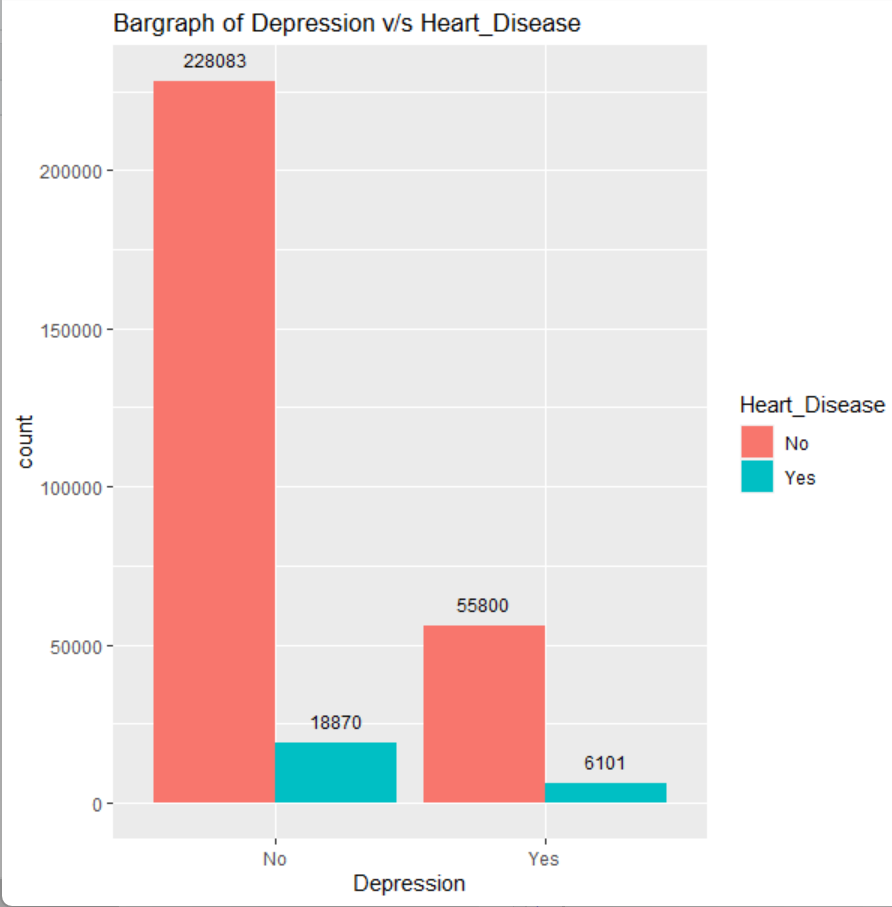 Bargraph of Depression v/s Heart_Disease
228083
200000
150000
Heart_Disease
No
Yes
count
100000
55800
50000
18870
6101
0
No
Yes
Depression